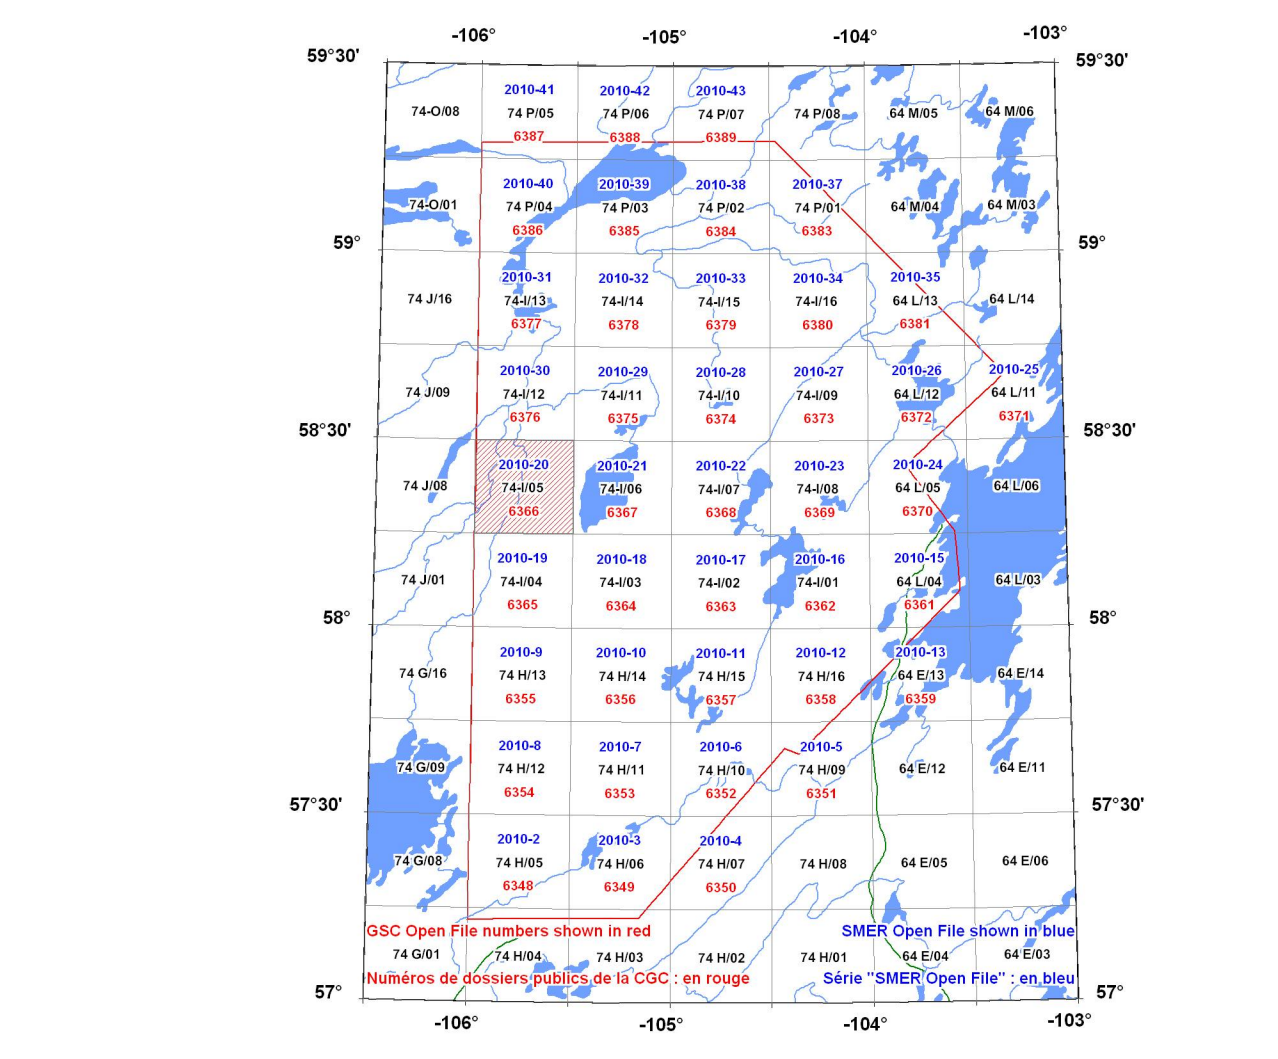 -106° -105° -104° -103°
59°30' 59°30'
2010-41 2010-42 2010-43
74-O/08 74 P/05 74 P/06 74 P/07 74 P/08 64 M/05 64 M/06
6387 6388 6389
2010-40 2010-39 2010-38 2010-37
74-O/01 74 P/04 74 P/03 74 P/02 74 P/01 64 M/04 64 M/03
6386 6385 6384 6383
59° 59°
2010-31 2010-32 2010-33 2010-34 2010-35
74 J/16 74-I/13 74-I/14 74-I/15 74-I/16 64 L/13 64 L/14
6377 6378 6379 6380 6381
2010-30 2010-29 2010-28 2010-27 2010-26 2010-25
74 J/09 74-I/12 74-I/11 74-I/10 74-I/09 64 L/12 64 L/11
6376 6375 6374 6373 6372 6371
58°30' 58°30'
2010-20 2010-21 2010-22 2010-23 2010-24
74 J/08 74-I/05 74-I/06 74-I/07 74-I/08 64 L/05 64 L/06
6366 6367 6368 6369 6370
2010-19 2010-18 2010-17 2010-16 2010-15
74 J/01 74-I/04 74-I/03 74-I/02 74-I/01 64 L/04 64 L/03
6365 6364 6363 6362 6361
58° 58°
2010-9 2010-10 2010-11 2010-12 2010-13
74 G/16 74 H/13 74 H/14 74 H/15 74 H/16 64 E/13 64 E/14
6355 6356 6357 6358 6359
2010-8 2010-7 2010-6 2010-5
74 G/09 74 H/12 74 H/11 74 H/10 74 H/09 64 E/12 64 E/11
6354 6353 6352 6351
57°30' 57°30'
2010-2 2010-3 2010-4
74 G/08 74 H/05 74 H/06 74 H/07 74 H/08 64 E/05 64 E/06
6348 6349 6350
GSC Open File numbers shown in red SMER Open File shown in blue
74 G/01 74 H/04 74 H/03 74 H/02 74 H/01 64 E/04 64 E/03
Numéros de dossiers publics de la CGC : en rouge Série "SMER Open File" : en bleu
57° 57°
-106° -105° -104° -103°